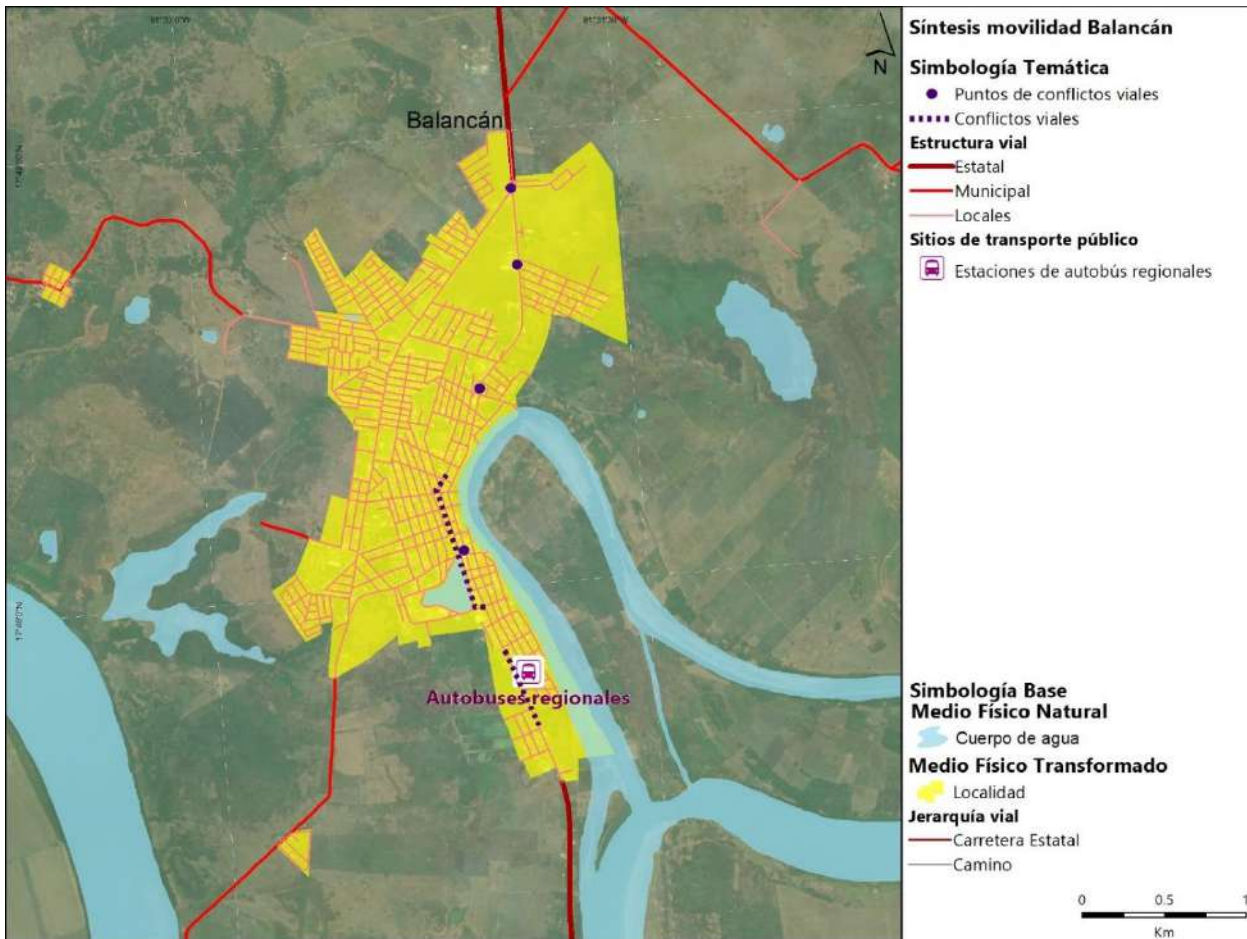 N
Balancán
Autobuses regionales
Síntesis movilidad Balancán
Simbología Temática
Puntos de conflictos viales
Conflictos viales
Estructura vial
Estatal
Municipal
Locales
Sitios de transporte público
Estaciones de autobús regionales
Simbología Base
Medio Físico Natural
Cuerpo de agua
Medio Físico Transformado
Localidad
Jerarquía vial
Carretera Estatal
Camino
0 0.5 1
Km